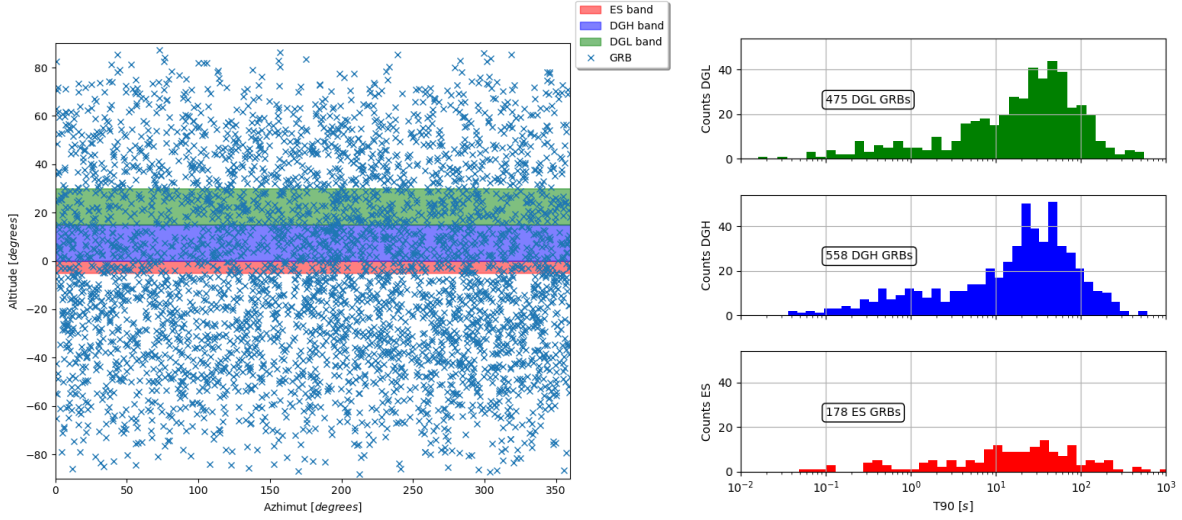 ES band
DGH band
DGL band
GRB
Altitude [degrees]
80
60
40
20
0
−20
−40
−60
−80
0
50
100
150
200
250
300
350
Azhimut [degrees]
Counts DGL
40
20
0
475 DGL GRBs
Counts DGH
40
20
0
558 DGH GRBs
Counts ES
40
20
0
178 ES GRBs
10⁻² 10⁻¹ 10⁰ 10¹ 10² 10³
T90 [s]